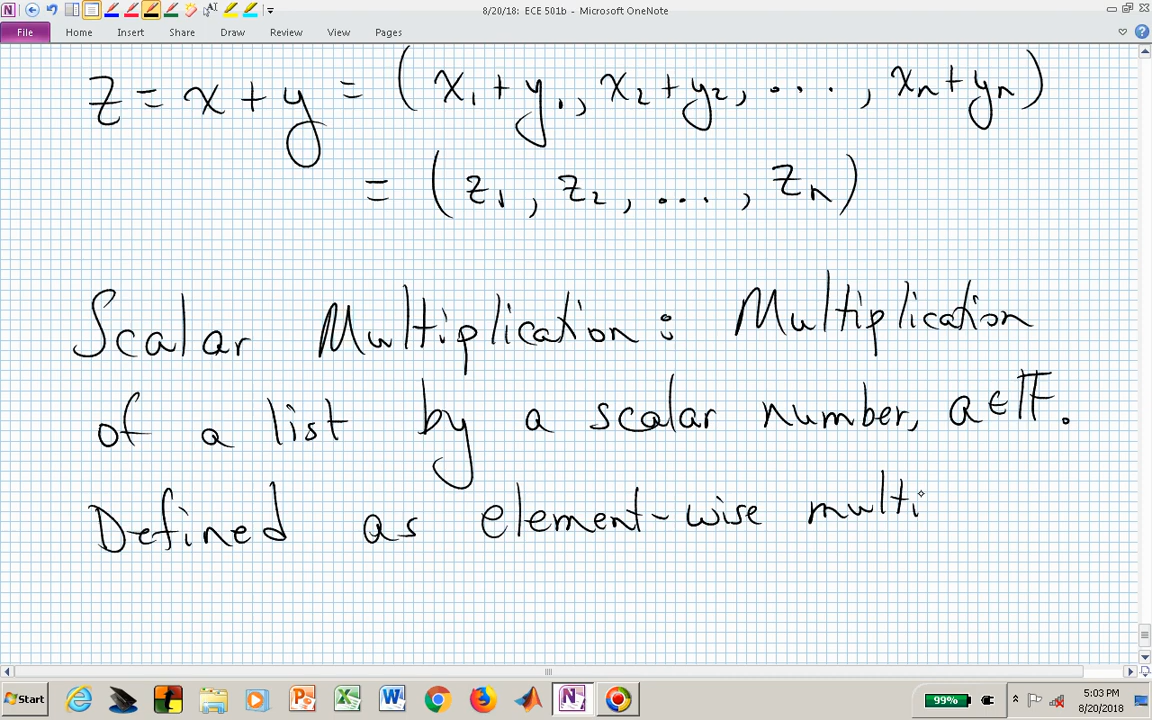 8/20/18: ECE 501b - Microsoft OneNote
File Home Insert Share Draw Review View Pages
z = x + y = (x₁ + y₁, x₂ + y₂, ..., xₙ + yₙ)
= (z₁, z₂, ..., zₙ)
Scalar Multiplication: Multiplication
of a list by a scalar number, a∈𝔽.
Defined as element-wise multi
Start 99% 5:03 PM
8/20/2018